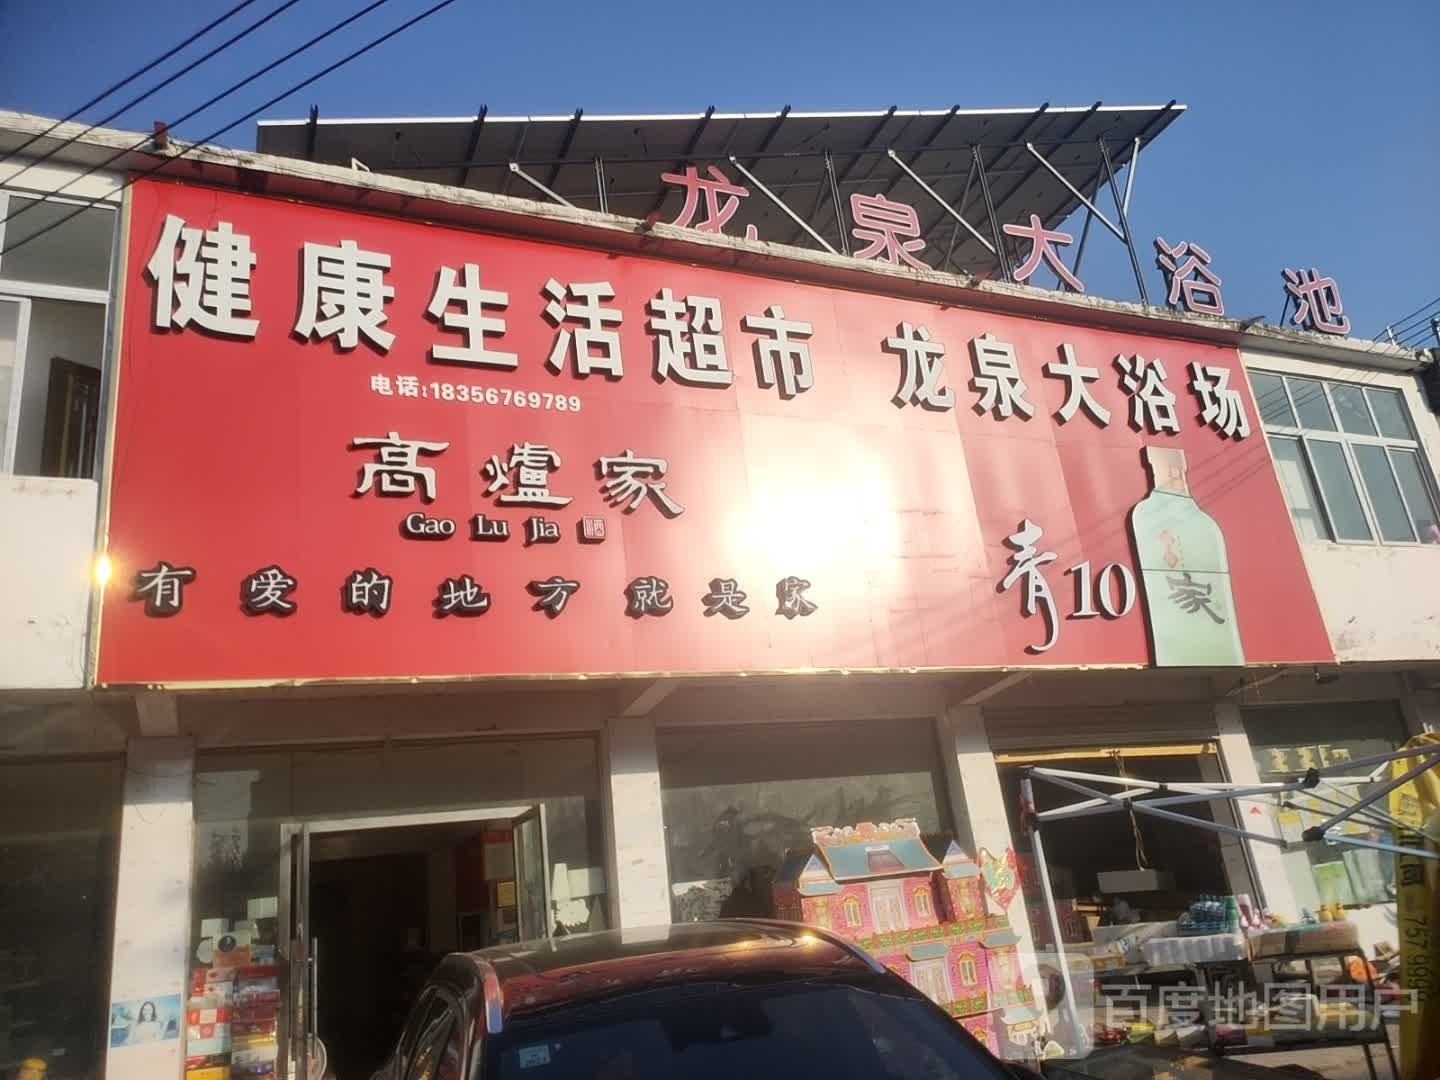 龙泉大浴池
健康生活超市 龙泉大浴场
电话:18356769789
高爐家
Gao Lu Jia 酒
有爱的地方就是家
青10
家
百度地图用户